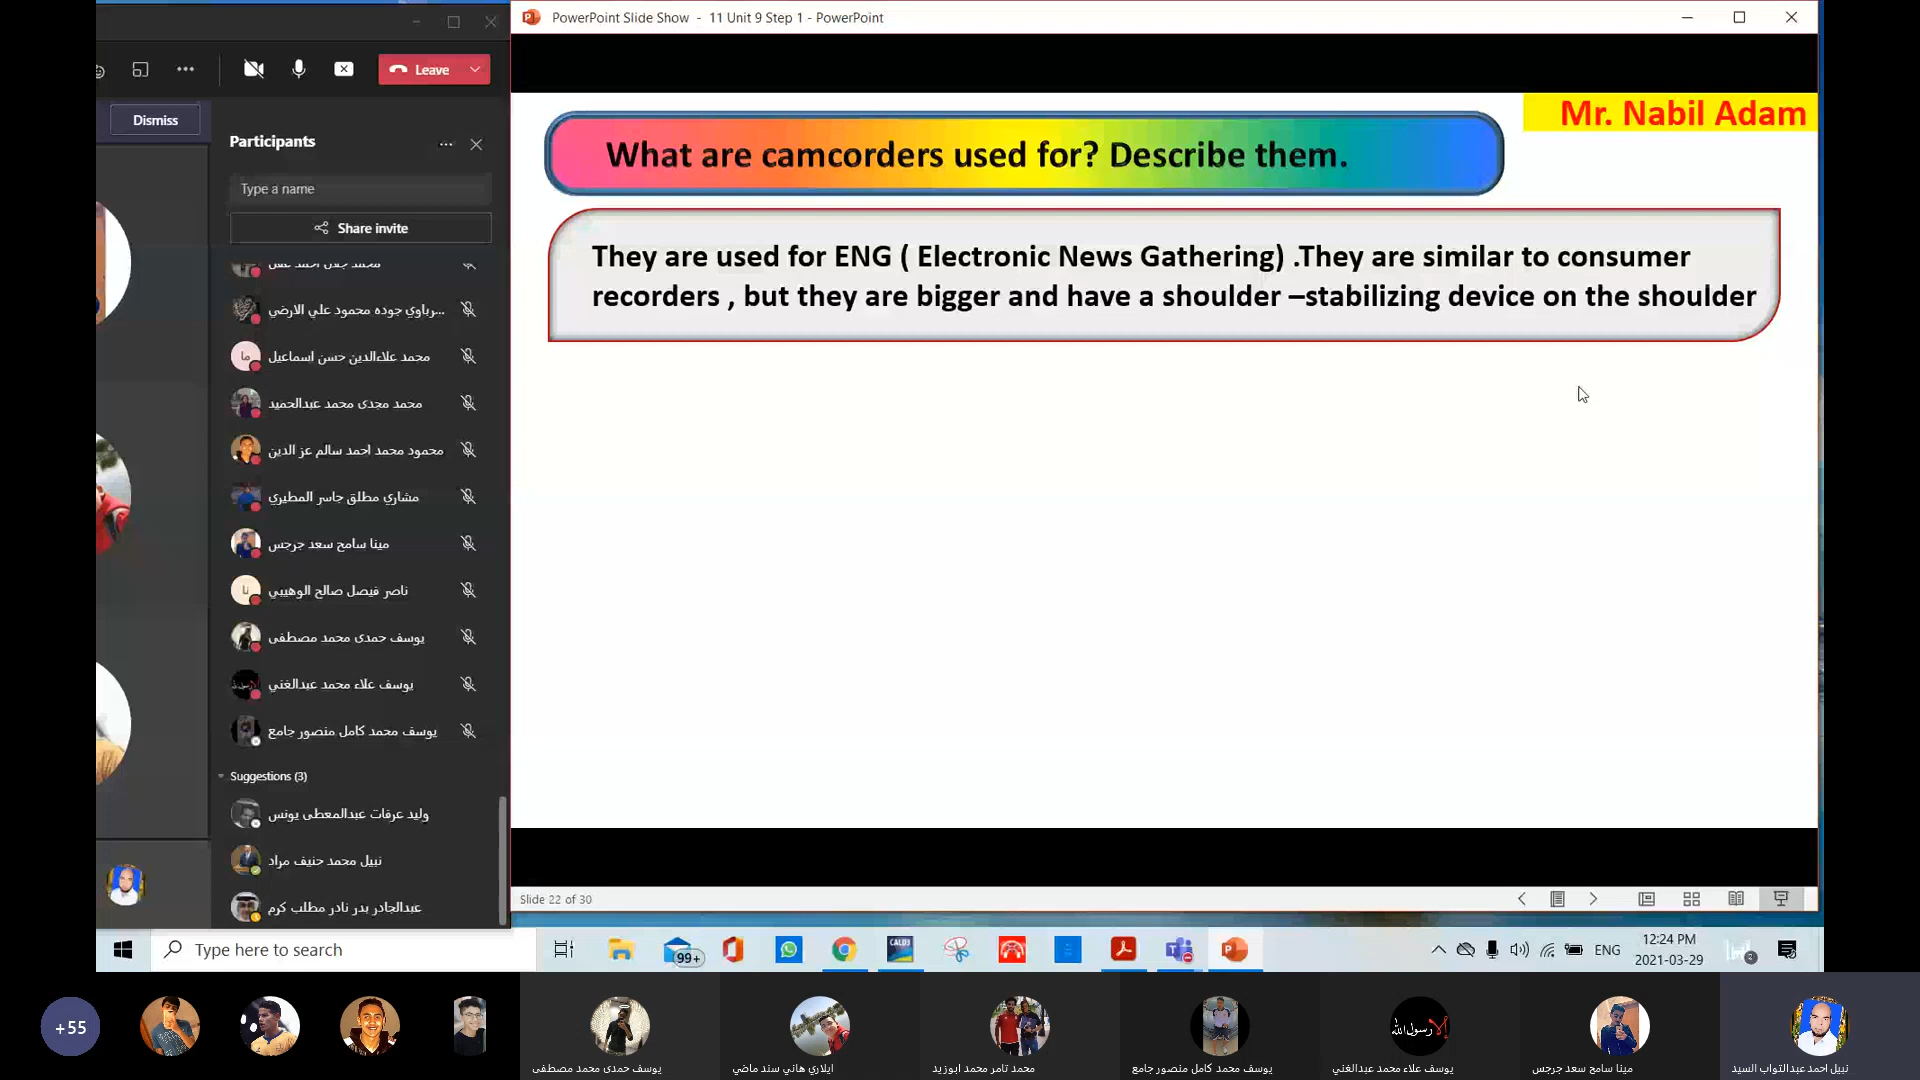 PowerPoint Slide Show - 11 Unit 9 Step 1 - PowerPoint
Leave
Dismiss
Participants
Type a name
Share invite
...رباوي جوده محمود علي الارضي
ما
محمد علاءالدين حسن اسماعيل
محمد مجدى محمد عبدالحميد
محمود محمد احمد سالم عز الدين
مشاري مطلق جاسر المطيري
مينا سامح سعد جرجس
نا
ناصر فيصل صالح الوهيبي
يوسف حمدى محمد مصطفى
يوسف علاء محمد عبدالغني
يوسف محمد كامل منصور جامع
Suggestions (3)
وليد عرفات عبدالمعطى يونس
نبيل محمد حنيف مراد
عبدالجادر بدر نادر مطلب كرم
Mr. Nabil Adam
What are camcorders used for? Describe them.
They are used for ENG ( Electronic News Gathering) .They are similar to consumer
recorders , but they are bigger and have a shoulder –stabilizing device on the shoulder
Slide 22 of 30
Type here to search
99+
ENG
12:24 PM
2021-03-29
+55
يوسف حمدى محمد مصطفى
ايلاري هاني سند ماضي
محمد تامر محمد ابوزيد
يوسف محمد كامل منصور جامع
يوسف علاء محمد عبدالغني
مينا سامح سعد جرجس
نبيل احمد عبدالتواب السيد